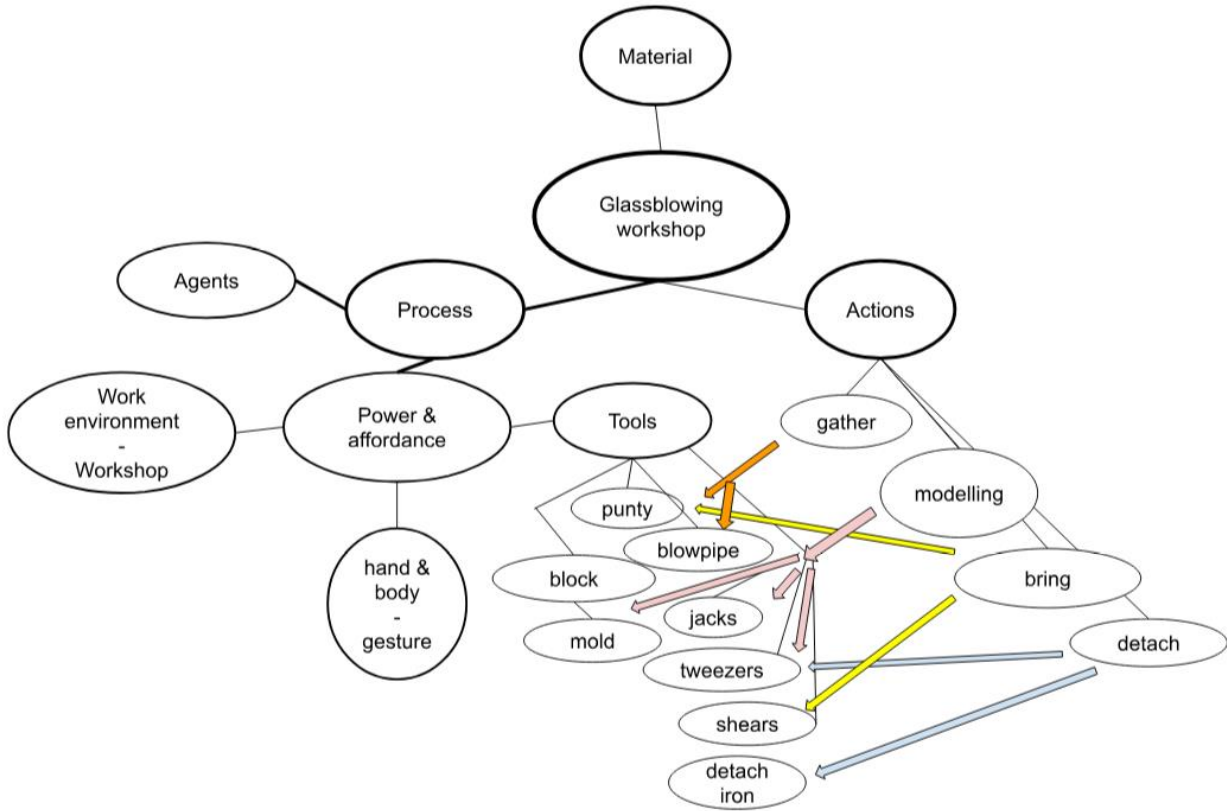 Material
Glassblowing
workshop
Agents
Process
Actions
Work
environment
-
Workshop
Power &
affordance
Tools
gather
modelling
punty
blowpipe
hand &
body
-
gesture
block
bring
jacks
mold
detach
tweezers
shears
detach
iron